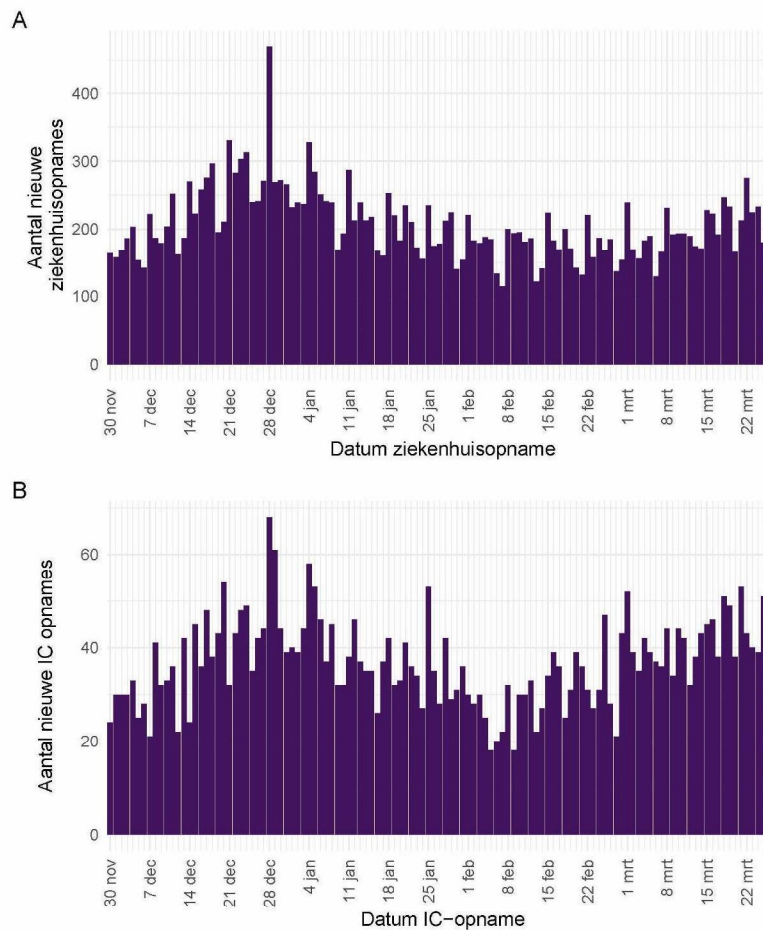 A
Aantal nieuwe
ziekenhuisopnames
400
300
200
100
0
30 nov
7 dec
14 dec
21 dec
28 dec
4 jan
11 jan
18 jan
25 jan
1 feb
8 feb
15 feb
22 feb
1 mrt
8 mrt
15 mrt
22 mrt
Datum ziekenhuisopname
B
Aantal nieuwe IC opnames
60
40
20
0
30 nov
7 dec
14 dec
21 dec
28 dec
4 jan
11 jan
18 jan
25 jan
1 feb
8 feb
15 feb
22 feb
1 mrt
8 mrt
15 mrt
22 mrt
Datum IC−opname